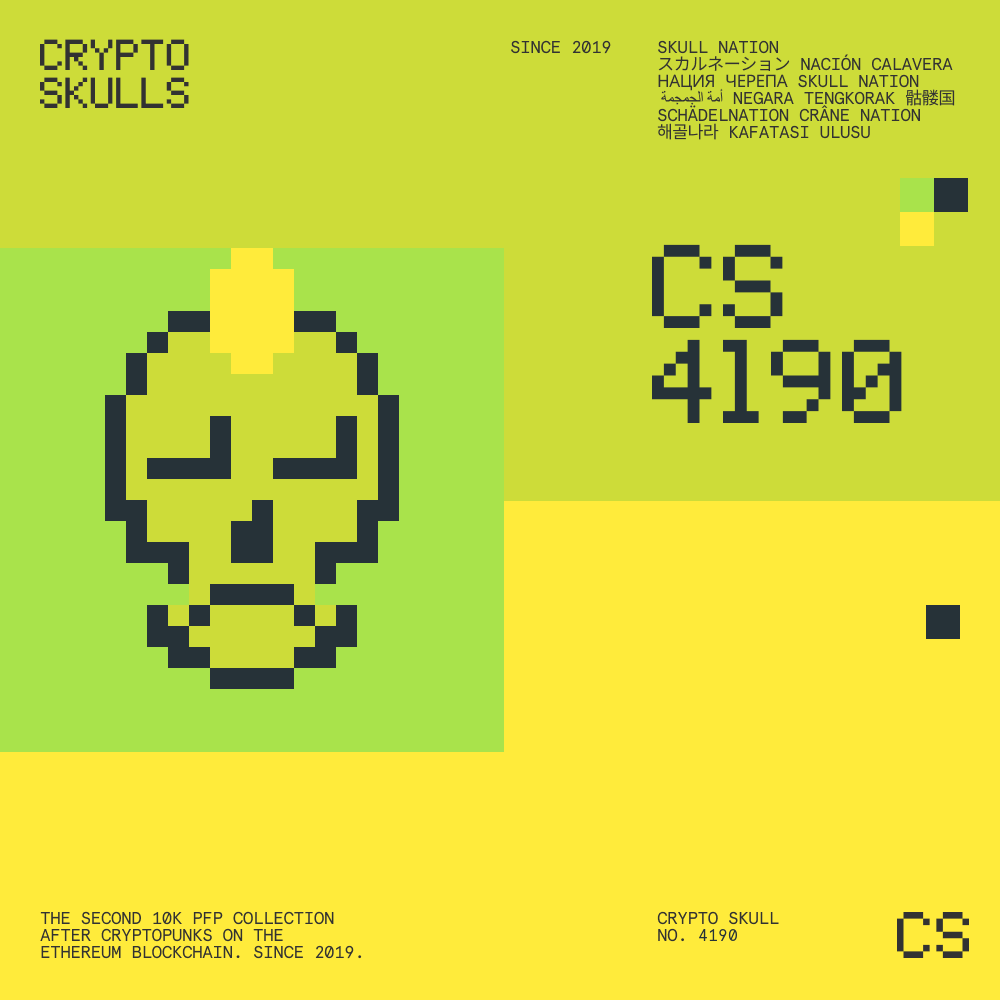 CRYPTO
SKULLS
SINCE 2019
SKULL NATION
スカルネーション NACIÓN CALAVERA
НАЦИЯ ЧЕРЕПА SKULL NATION
أمة الجمجمة NEGARA TENGKORAK 骷髅国
SCHÄDELNATION CRÂNE NATION
해골나라 KAFATASI ULUSU
CS
4190
THE SECOND 10K PFP COLLECTION
AFTER CRYPTOPUNKS ON THE
ETHEREUM BLOCKCHAIN. SINCE 2019.
CRYPTO SKULL
NO. 4190
CS